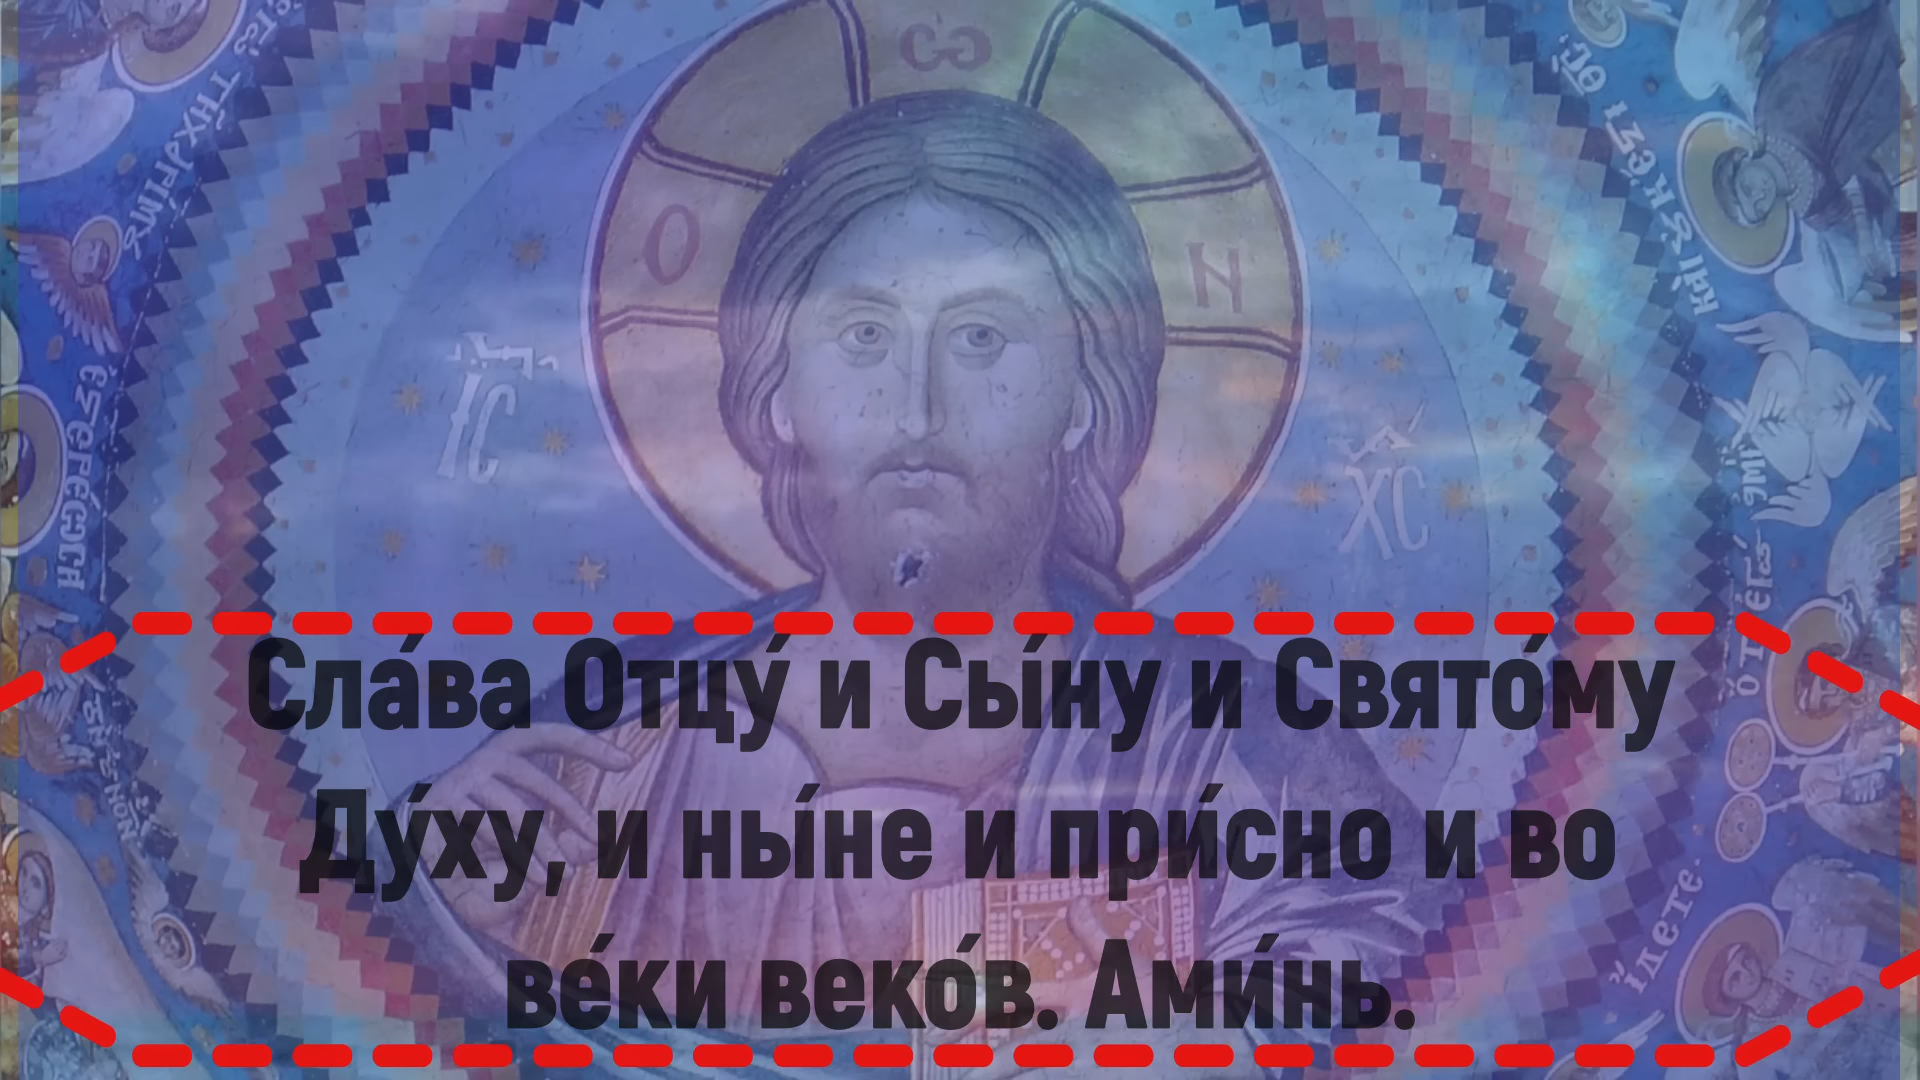 СѠ
О
Н
ІС
ХС
Сла́ва Отцу́ и Сы́ну и Свято́му
Ду́ху, и ны́не и при́сно и во
ве́ки веко́в. Ами́нь.